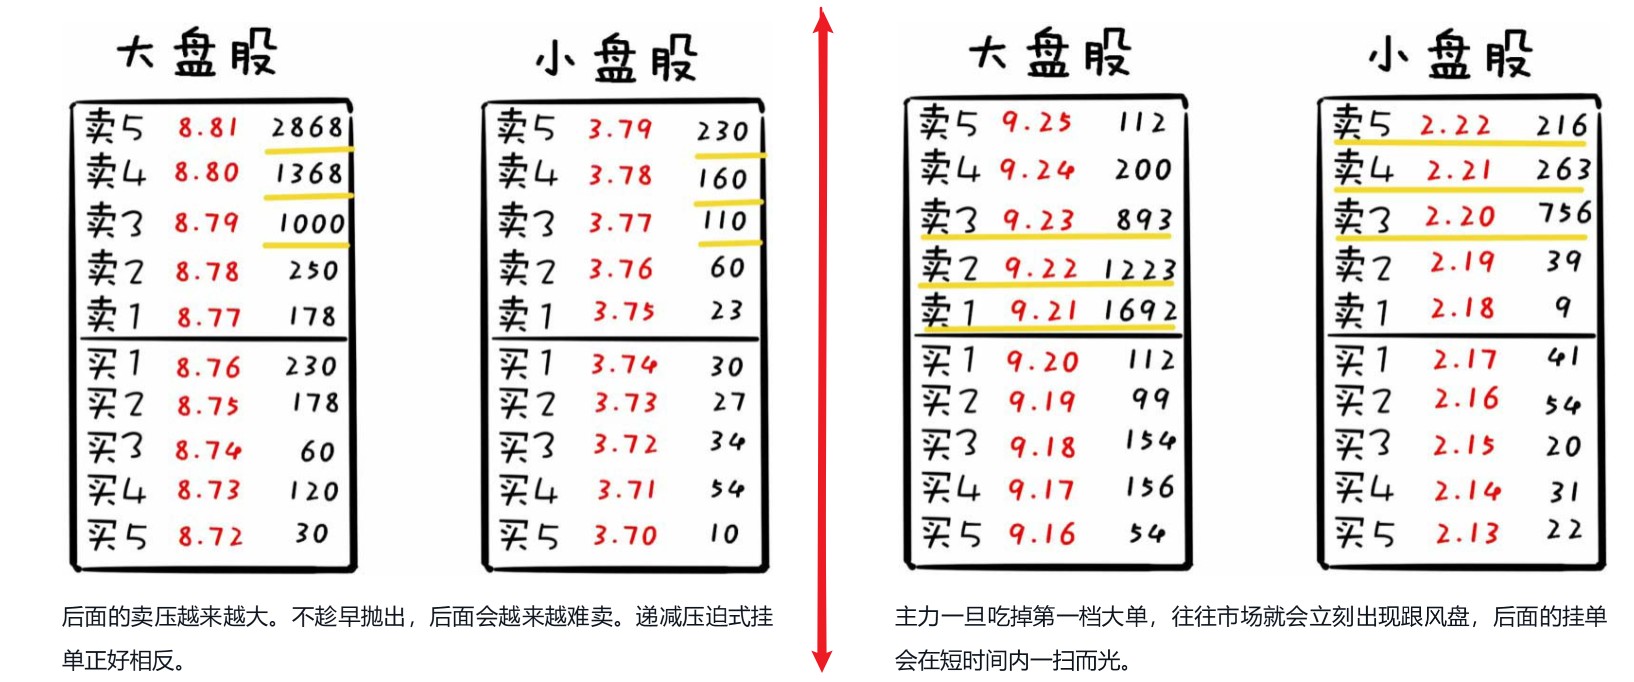 大盘股
卖5 8.81 2868
卖4 8.80 1368
卖3 8.79 1000
卖2 8.78 250
卖1 8.77 178
买1 8.76 230
买2 8.75 178
买3 8.74 60
买4 8.73 120
买5 8.72 30
小盘股
卖5 3.79 230
卖4 3.78 160
卖3 3.77 110
卖2 3.76 60
卖1 3.75 23
买1 3.74 30
买2 3.73 27
买3 3.72 34
买4 3.71 54
买5 3.70 10
后面的卖压越来越大。不趁早抛出，后面会越来越难卖。递减压迫式挂
单正好相反。
大盘股
卖5 9.25 112
卖4 9.24 200
卖3 9.23 893
卖2 9.22 1223
卖1 9.21 1692
买1 9.20 112
买2 9.19 99
买3 9.18 154
买4 9.17 156
买5 9.16 54
小盘股
卖5 2.22 216
卖4 2.21 263
卖3 2.20 756
卖2 2.19 39
卖1 2.18 9
买1 2.17 41
买2 2.16 54
买3 2.15 20
买4 2.14 31
买5 2.13 22
主力一旦吃掉第一档大单，往往市场就会立刻出现跟风盘，后面的挂单
会在短时间内一扫而光。